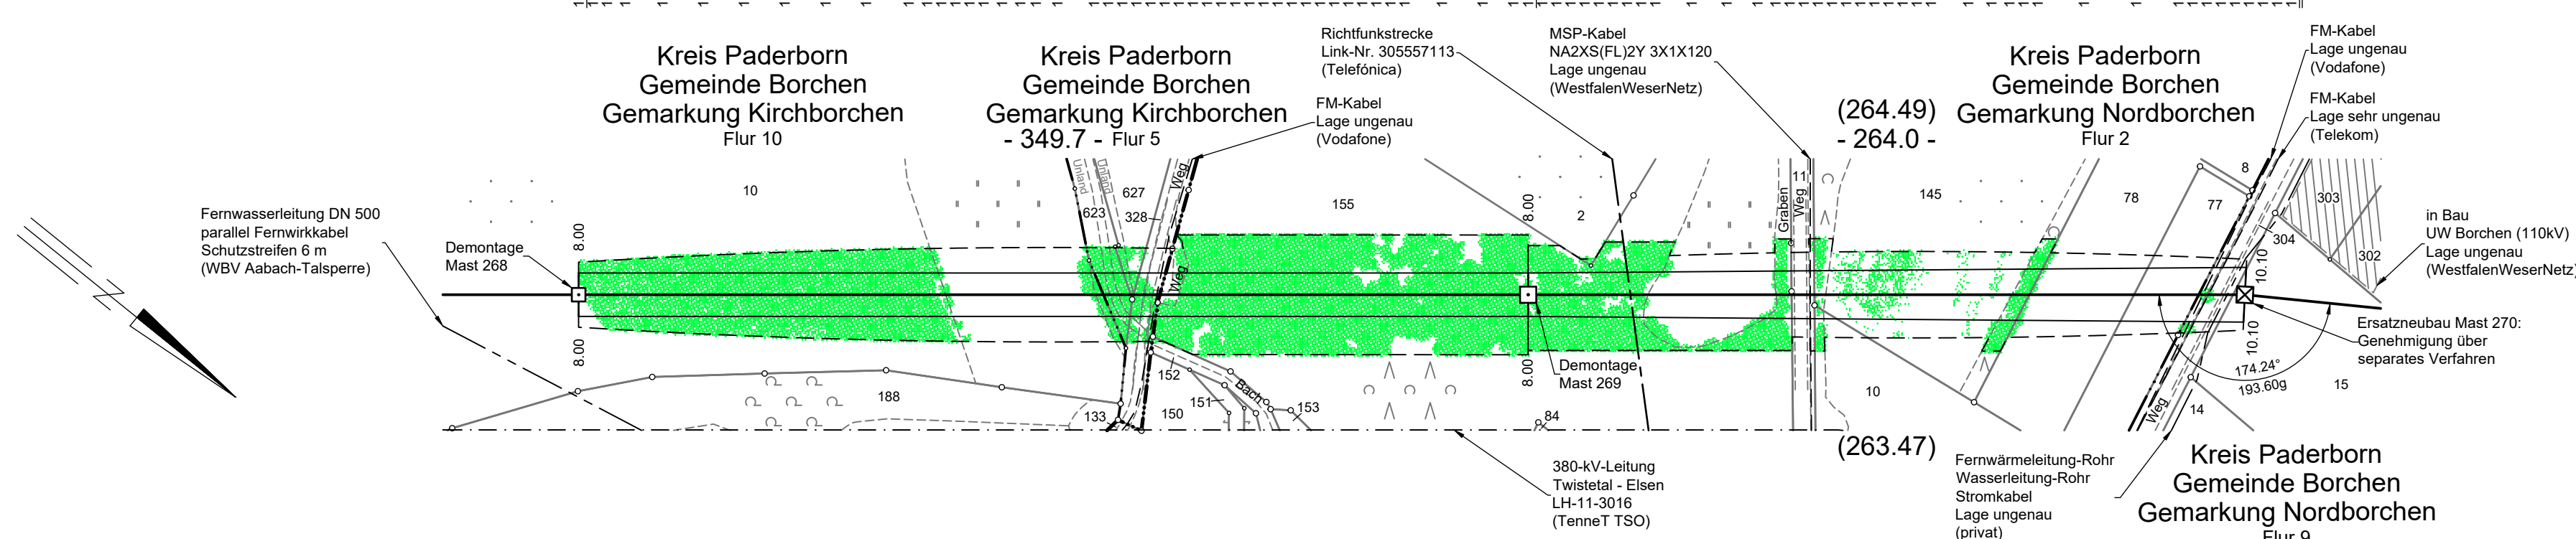 Kreis Paderborn
Gemeinde Borchen
Gemarkung Kirchborchen
Flur 10
Kreis Paderborn
Gemeinde Borchen
Gemarkung Kirchborchen
- 349.7 - Flur 5
Richtfunkstrecke
Link-Nr. 305557113
(Telefónica)
FM-Kabel
Lage ungenau
(Vodafone)
MSP-Kabel
NA2XS(FL)2Y 3X1X120
Lage ungenau
(WestfalenWeserNetz)
(264.49)
- 264.0 -
Kreis Paderborn
Gemeinde Borchen
Gemarkung Nordborchen
Flur 2
FM-Kabel
Lage ungenau
(Vodafone)
FM-Kabel
Lage sehr ungenau
(Telekom)
Fernwasserleitung DN 500
parallel Fernwirkkabel
Schutzstreifen 6 m
(WBV Aabach-Talsperre)
Demontage
Mast 268
8.00
8.00
10
188
Unland
Unland
623
627
328
Weg
Weg
133
155
152
151
150
Bach
153
2
8.00
8.00
Demontage
Mast 269
84
Graben
Weg
11
145
10
78
77
8
303
304
302
10.10
10.10
in Bau
UW Borchen (110kV)
Lage ungenau
(WestfalenWeserNetz)
Ersatzneubau Mast 270:
Genehmigung über
separates Verfahren
174.24°
193.60g
15
14
Weg
380-kV-Leitung
Twistetal - Elsen
LH-11-3016
(TenneT TSO)
(263.47)
Fernwärmeleitung-Rohr
Wasserleitung-Rohr
Stromkabel
Lage ungenau
(privat)
Kreis Paderborn
Gemeinde Borchen
Gemarkung Nordborchen
Flur 9